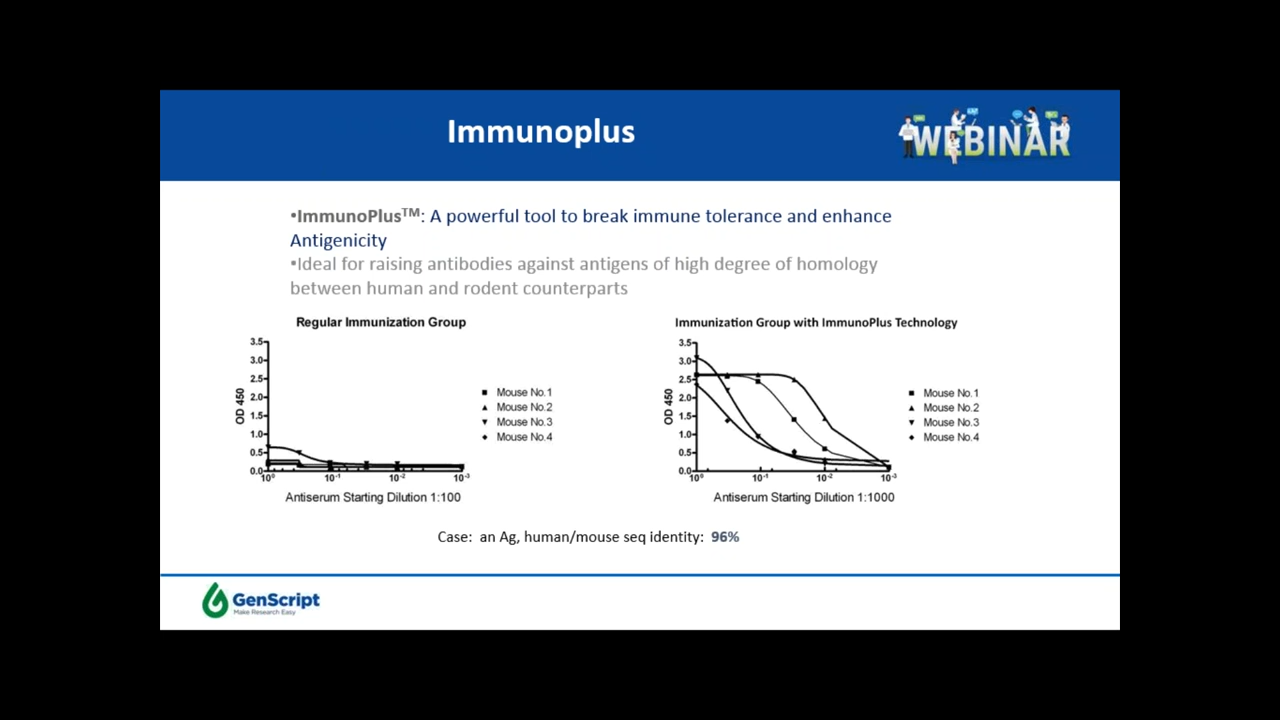 Immunoplus
WEBINAR
•ImmunoPlus™: A powerful tool to break immune tolerance and enhance
Antigenicity
•Ideal for raising antibodies against antigens of high degree of homology
between human and rodent counterparts
Regular Immunization Group
3.5
3.0
2.5
2.0
1.5
1.0
0.5
0.0
OD 450
10⁰ 10⁻¹ 10⁻² 10⁻³
Antiserum Starting Dilution 1:100
Mouse No.1
Mouse No.2
Mouse No.3
Mouse No.4
Immunization Group with ImmunoPlus Technology
3.5
3.0
2.5
2.0
1.5
1.0
0.5
0.0
OD 450
10⁰ 10⁻¹ 10⁻² 10⁻³
Antiserum Starting Dilution 1:1000
Mouse No.1
Mouse No.2
Mouse No.3
Mouse No.4
Case: an Ag, human/mouse seq identity: 96%
GenScript
Make Research Easy